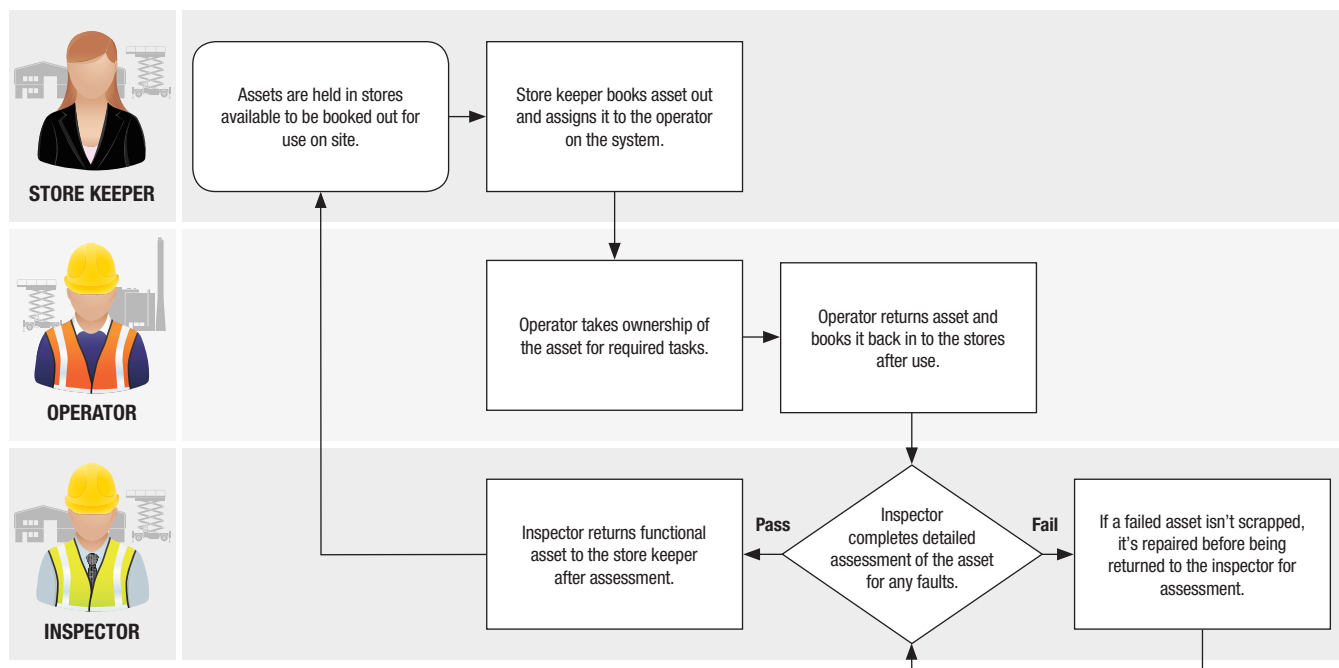 Assets are held in stores
available to be booked out for
use on site.
Store keeper books asset out
and assigns it to the operator
on the system.
STORE KEEPER
Operator takes ownership of
the asset for required tasks.
Operator returns asset and
books it back in to the stores
after use.
OPERATOR
Inspector returns functional
asset to the store keeper
after assessment.
Pass
Inspector
completes detailed
assessment of the asset
for any faults.
Fail
If a failed asset isn’t scrapped,
it’s repaired before being
returned to the inspector for
assessment.
INSPECTOR